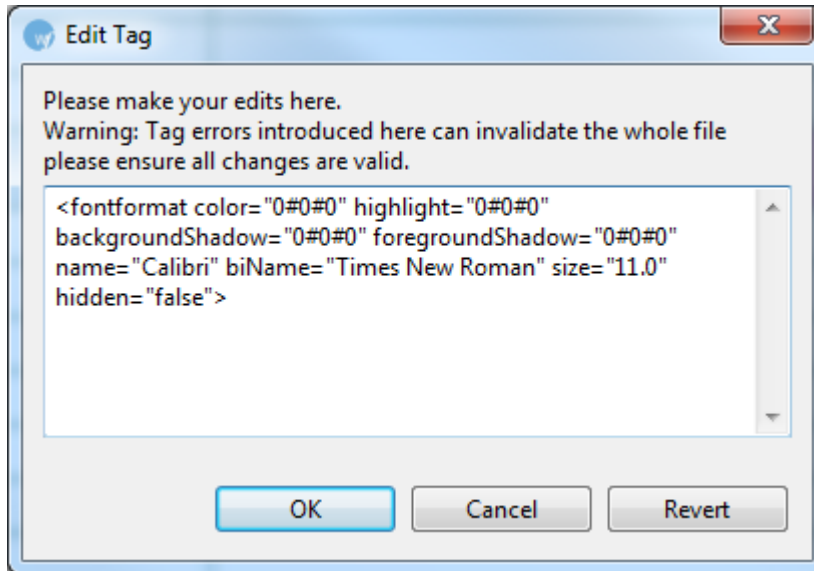 Edit Tag
Please make your edits here.
Warning: Tag errors introduced here can invalidate the whole file
please ensure all changes are valid.
<fontformat color="0#0#0" highlight="0#0#0"
backgroundShadow="0#0#0" foregroundShadow="0#0#0"
name="Calibri" biName="Times New Roman" size="11.0"
hidden="false">
OK Cancel Revert